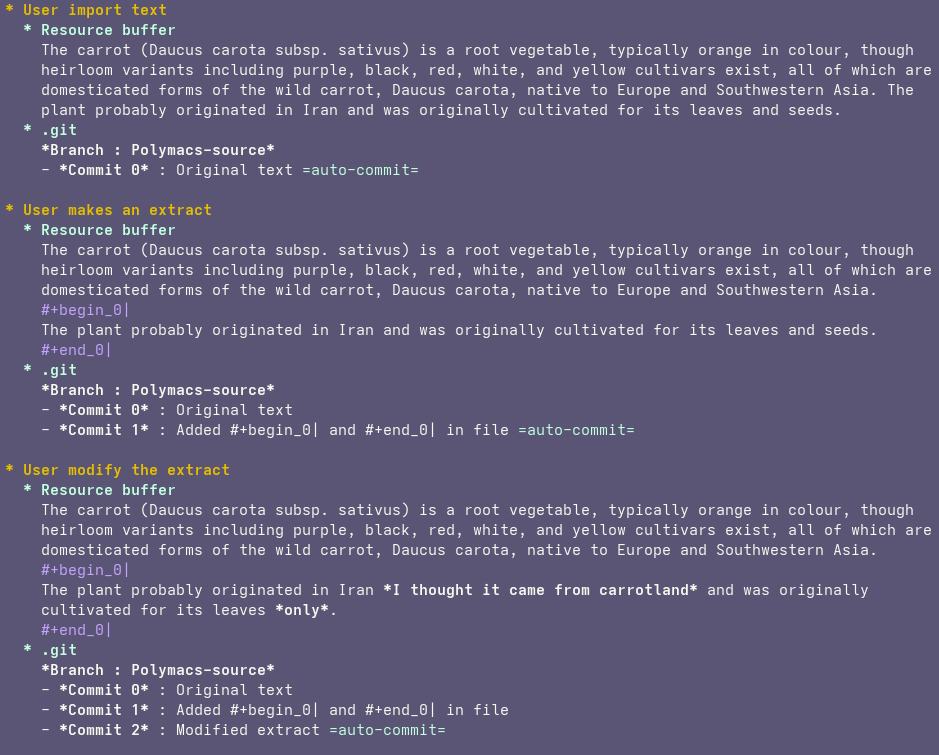 * User import text
* Resource buffer
The carrot (Daucus carota subsp. sativus) is a root vegetable, typically orange in colour, though
heirloom variants including purple, black, red, white, and yellow cultivars exist, all of which are
domesticated forms of the wild carrot, Daucus carota, native to Europe and Southwestern Asia. The
plant probably originated in Iran and was originally cultivated for its leaves and seeds.
* .git
*Branch : Polymacs-source*
- *Commit 0* : Original text =auto-commit=
* User makes an extract
* Resource buffer
The carrot (Daucus carota subsp. sativus) is a root vegetable, typically orange in colour, though
heirloom variants including purple, black, red, white, and yellow cultivars exist, all of which are
domesticated forms of the wild carrot, Daucus carota, native to Europe and Southwestern Asia.
#+begin_0|
The plant probably originated in Iran and was originally cultivated for its leaves and seeds.
#+end_0|
* .git
*Branch : Polymacs-source*
- *Commit 0* : Original text
- *Commit 1* : Added #+begin_0| and #+end_0| in file =auto-commit=
* User modify the extract
* Resource buffer
The carrot (Daucus carota subsp. sativus) is a root vegetable, typically orange in colour, though
heirloom variants including purple, black, red, white, and yellow cultivars exist, all of which are
domesticated forms of the wild carrot, Daucus carota, native to Europe and Southwestern Asia.
#+begin_0|
The plant probably originated in Iran *I thought it came from carrotland* and was originally
cultivated for its leaves *only*.
#+end_0|
* .git
*Branch : Polymacs-source*
- *Commit 0* : Original text
- *Commit 1* : Added #+begin_0| and #+end_0| in file
- *Commit 2* : Modified extract =auto-commit=